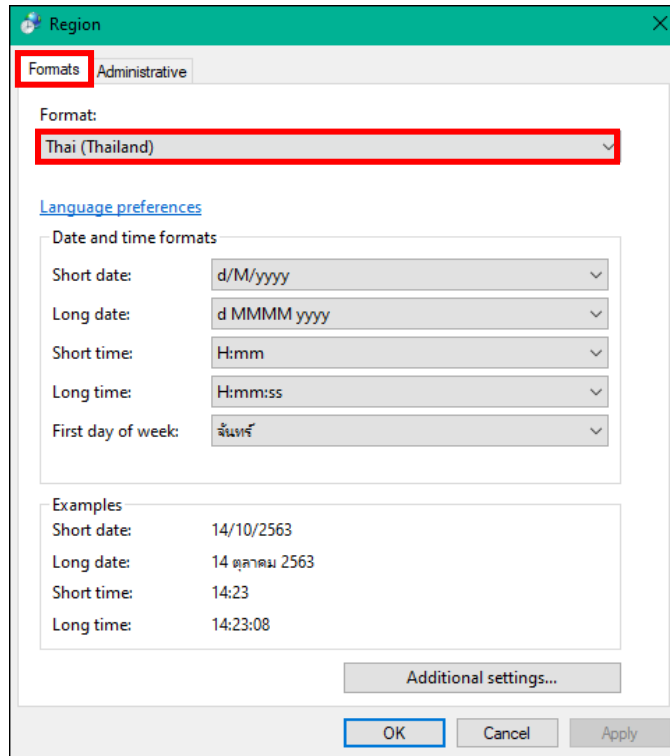 Region
Formats Administrative
Format:
Thai (Thailand)
Language preferences
Date and time formats
Short date: d/M/yyyy
Long date: d MMMM yyyy
Short time: H:mm
Long time: H:mm:ss
First day of week: จันทร์
Examples
Short date: 14/10/2563
Long date: 14 ตุลาคม 2563
Short time: 14:23
Long time: 14:23:08
Additional settings...
OK Cancel Apply